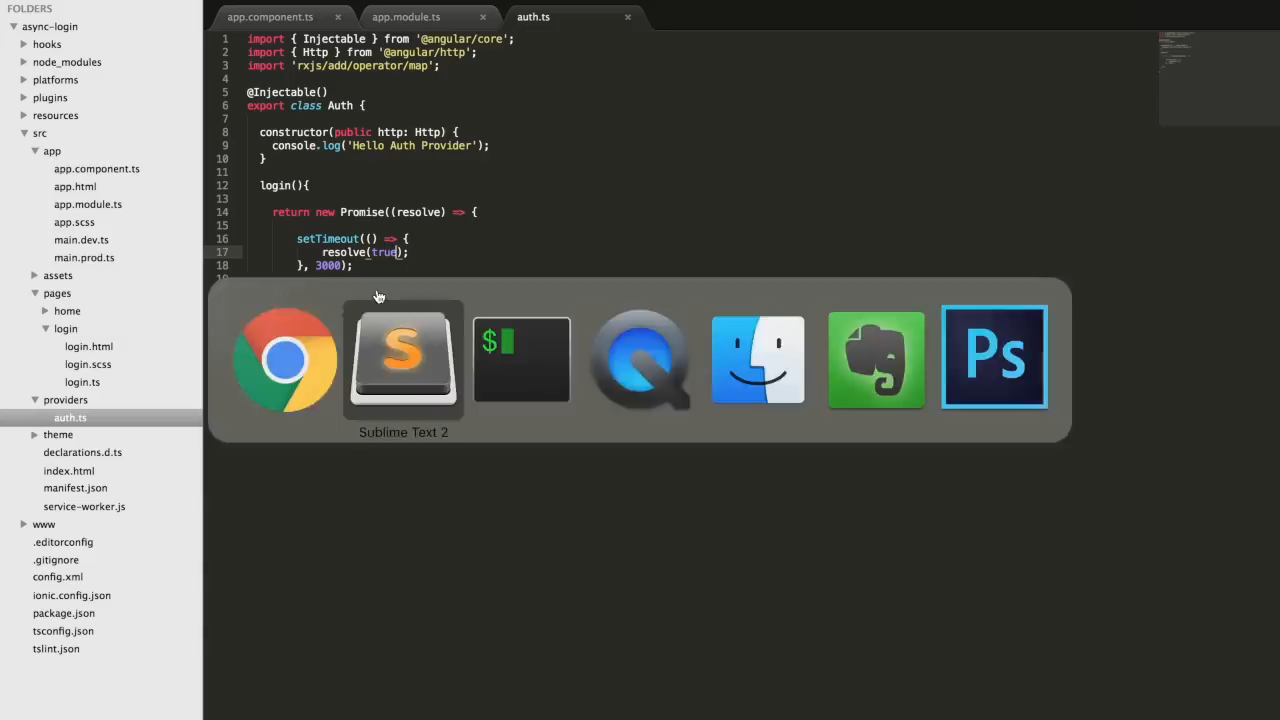 FOLDERS
async-login
hooks
node_modules
platforms
plugins
resources
src
app
app.component.ts
app.html
app.module.ts
app.scss
main.dev.ts
main.prod.ts
assets
pages
home
login
login.html
login.scss
login.ts
providers
auth.ts
theme
declarations.d.ts
index.html
manifest.json
service-worker.js
www
.editorconfig
.gitignore
config.xml
ionic.config.json
package.json
tsconfig.json
tslint.json
app.component.ts × app.module.ts × auth.ts ×
1 import { Injectable } from '@angular/core';
2 import { Http } from '@angular/http';
3 import 'rxjs/add/operator/map';
4
5 @Injectable()
6 export class Auth {
7
8 constructor(public http: Http) {
9 console.log('Hello Auth Provider');
10 }
11
12 login(){
13
14 return new Promise((resolve) => {
15
16 setTimeout(() => {
17 resolve(true);
18 }, 3000);
S
$
Ps
Sublime Text 2